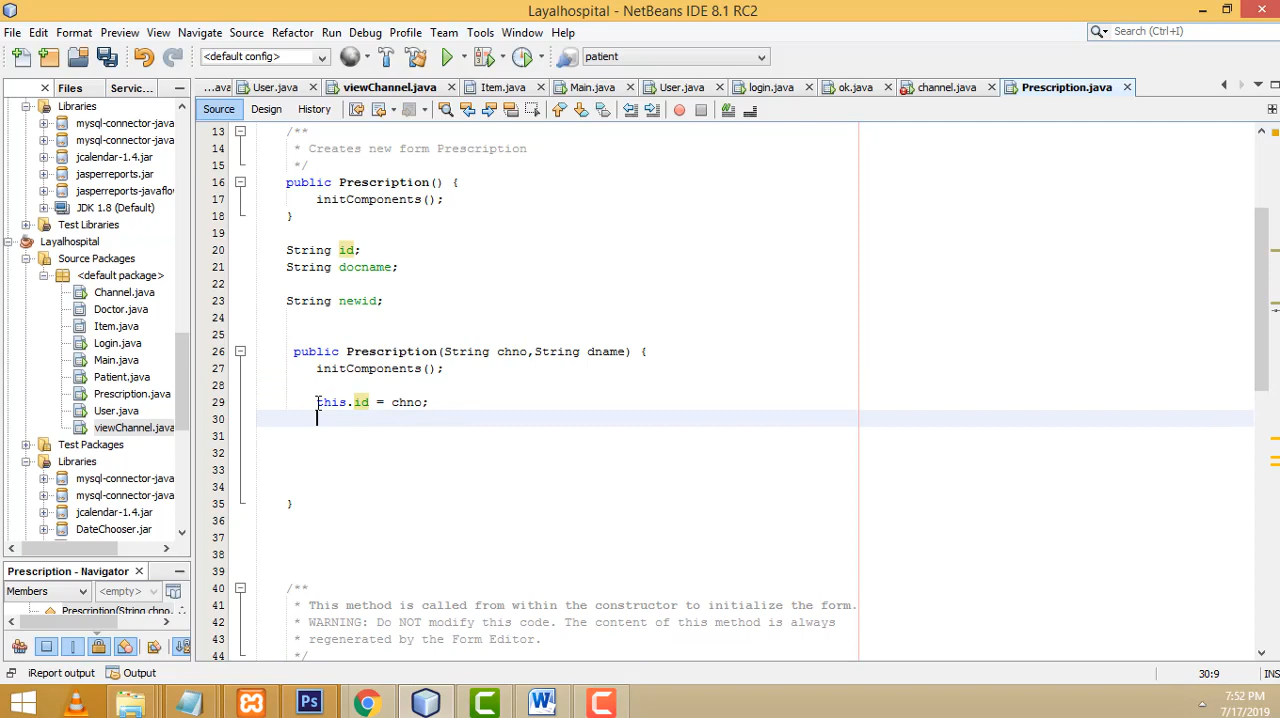 Layalhospital - NetBeans IDE 8.1 RC2
File Edit Format Preview View Navigate Source Refactor Run Debug Profile Team Tools Window Help
Search (Ctrl+I)
<default config>
patient
Files Servic...
...ava User.java viewChannel.java Item.java Main.java User.java login.java ok.java channel.java Prescription.java
Source Design History
Libraries
mysql-connector-java
mysql-connector-java
jcalendar-1.4.jar
jasperreports.jar
jasperreports-javaflow
JDK 1.8 (Default)
Test Libraries
Layalhospital
Source Packages
<default package>
Channel.java
Doctor.java
Item.java
Login.java
Main.java
Patient.java
Prescription.java
User.java
viewChannel.java
Test Packages
Libraries
mysql-connector-java
mysql-connector-java
jcalendar-1.4.jar
DateChooser.jar
Prescription - Navigator
Members <empty>
Prescription(String chno,
13 /**
14 * Creates new form Prescription
15 */
16 public Prescription() {
17 initComponents();
18 }
19
20 String id;
21 String docname;
22
23 String newid;
24
25
26 public Prescription(String chno,String dname) {
27 initComponents();
28
29 this.id = chno;
30
31
32
33
34
35 }
36
37
38
39
40 /**
41 * This method is called from within the constructor to initialize the form.
42 * WARNING: Do NOT modify this code. The content of this method is always
43 * regenerated by the Form Editor.
44 */
iReport output Output
30:9 INS
7:52 PM
7/17/2019